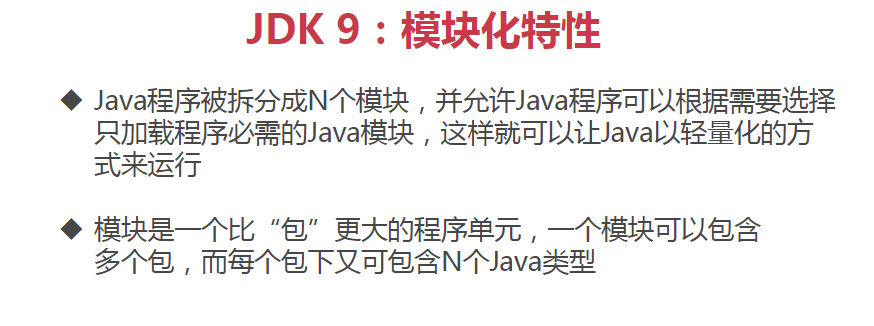 JDK 9：模块化特性
◆ Java程序被拆分成N个模块，并允许Java程序可以根据需要选择
只加载程序必需的Java模块，这样就可以让Java以轻量化的方
式来运行
◆ 模块是一个比“包”更大的程序单元，一个模块可以包含
多个包，而每个包下又可包含N个Java类型